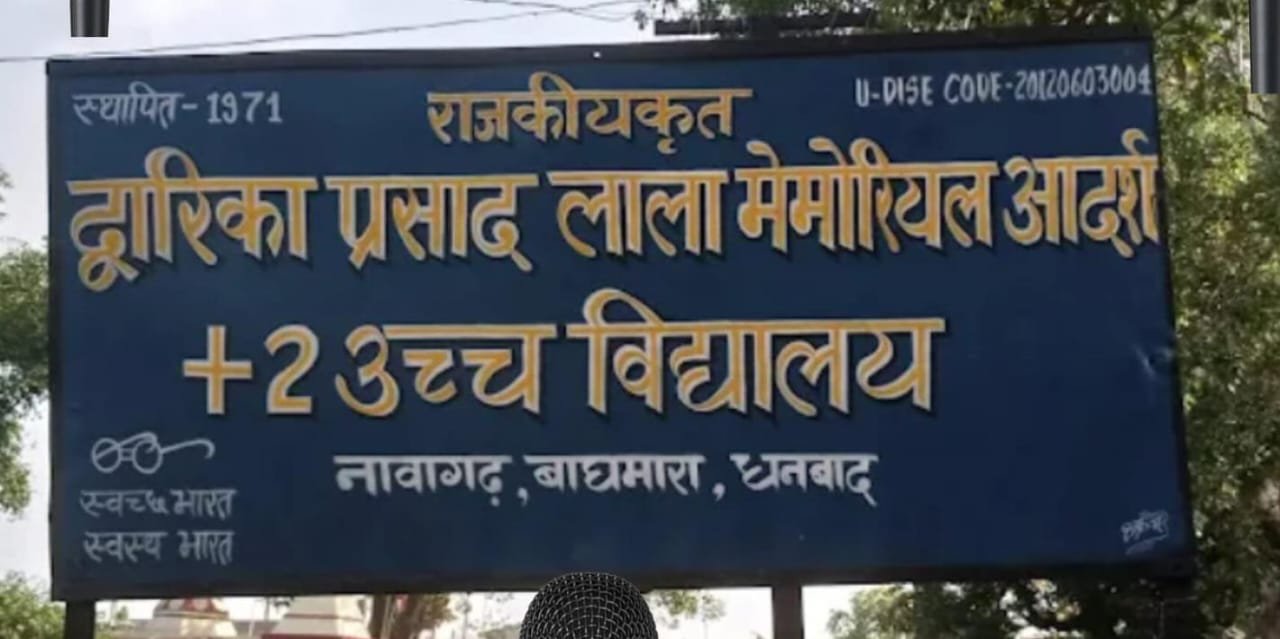 स्थापित-1971
U-DISE CODE-20120603004
राजकीयकृत
द्वारिका प्रसाद लाला मेमोरियल आदर्श
+2 उच्च विद्यालय
नावागढ़, बाघमारा, धनबाद
स्वच्छ भारत
स्वस्थ भारत